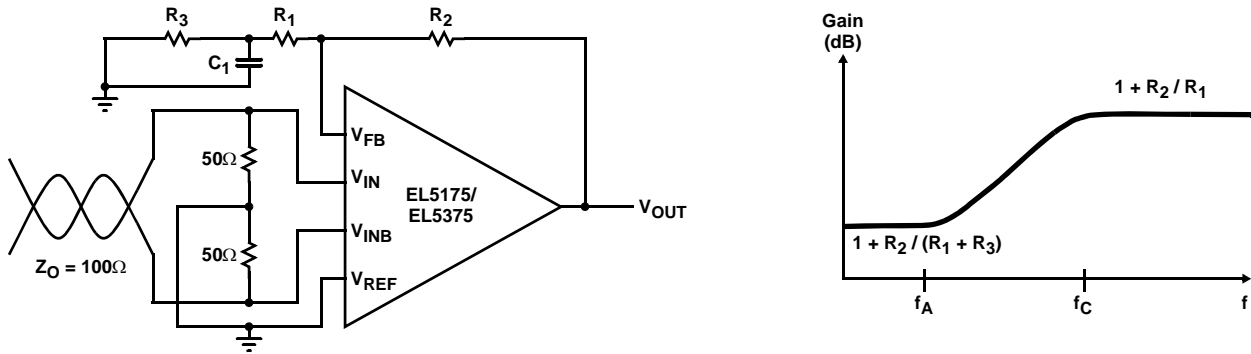 R3
R1
R2
C1
VFB
50Ω
VIN
EL5175/
EL5375
VOUT
VINB
50Ω
ZO = 100Ω
VREF
Gain
(dB)
1 + R2 / R1
1 + R2 / (R1 + R3)
fA
fC
f